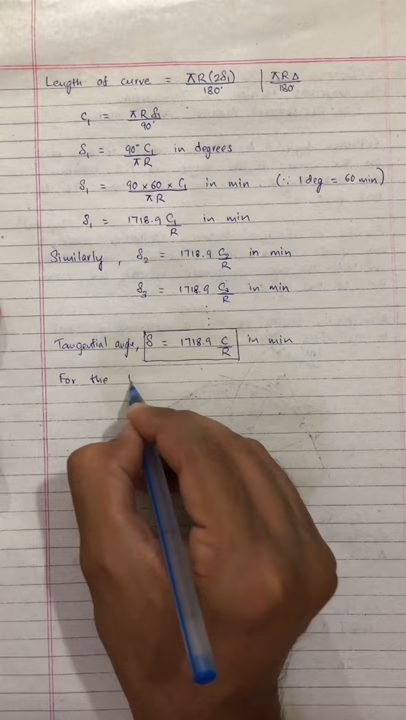 Length of curve = πR(2δ₁)/180° | πRΔ/180°
C₁ = πRδ₁/90°
δ₁ = 90° C₁/πR in degrees
δ₁ = 90 × 60 × C₁/πR in min (∵ 1 deg = 60 min)
δ₁ = 1718.9 C₁/R in min
Similarly, δ₂ = 1718.9 C₂/R in min
δ₃ = 1718.9 C₃/R in min
⋮
Tangential angle, δ = 1718.9 C/R in min
For the